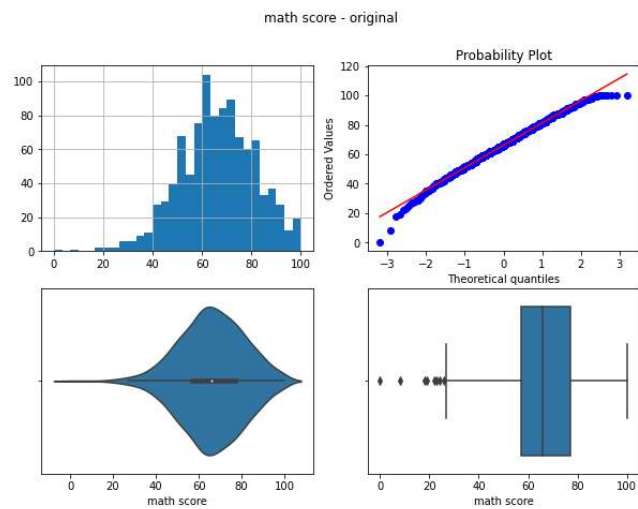 math score - original
100
80
60
40
20
0
0 20 40 60 80 100
Probability Plot
120
100
80
60
40
20
0
Ordered Values
−3 −2 −1 0 1 2 3
Theoretical quantiles
0 20 40 60 80 100
math score
0 20 40 60 80 100
math score